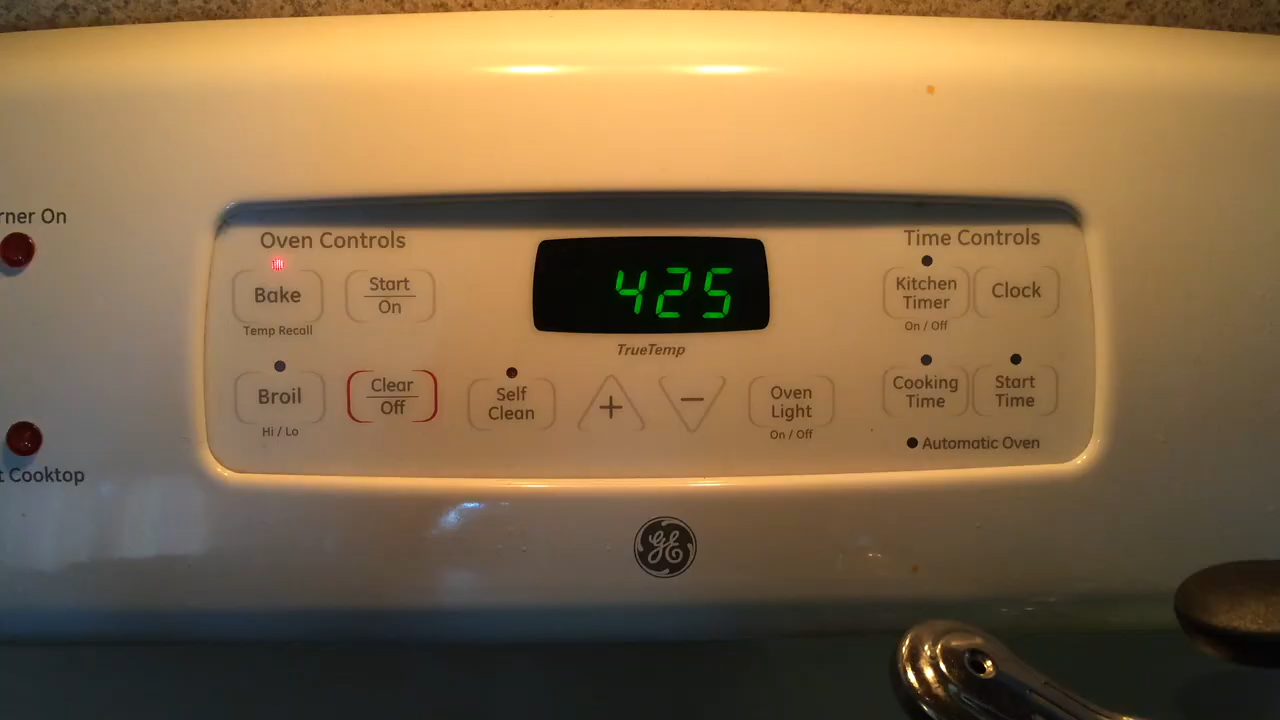 rner On
Oven Controls
Bake
Temp Recall
Start
On
425
TrueTemp
Time Controls
Kitchen
Timer
On / Off
Clock
Broil
Hi / Lo
Clear
Off
Self
Clean
+
−
Oven
Light
On / Off
Cooking
Time
Start
Time
Automatic Oven
t Cooktop
GE